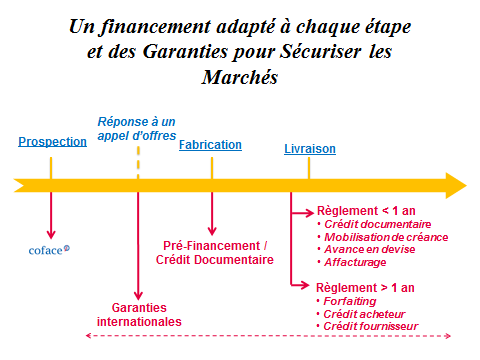 Un financement adapté à chaque étape
et des Garanties pour Sécuriser les
Marchés
Réponse à un
appel d'offres
Prospection
Fabrication
Livraison
coface®
Pré-Financement /
Crédit Documentaire
Garanties
internationales
Règlement < 1 an
• Crédit documentaire
• Mobilisation de créance
• Avance en devise
• Affacturage
Règlement > 1 an
• Forfaiting
• Crédit acheteur
• Crédit fournisseur